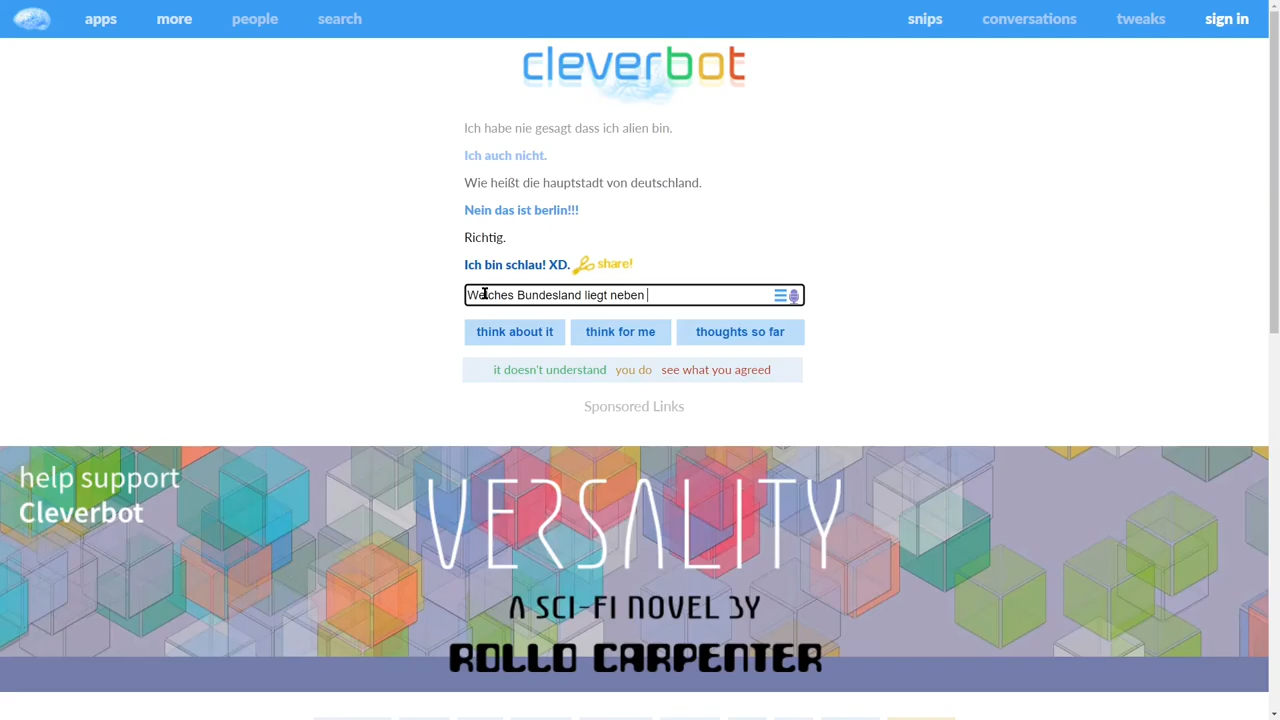 apps more people search snips conversations tweaks sign in
cleverbot
Ich habe nie gesagt dass ich alien bin.
Ich auch nicht.
Wie heißt die hauptstadt von deutschland.
Nein das ist berlin!!!
Richtig.
Ich bin schlau! XD. share!
Welches Bundesland liegt neben
think about it think for me thoughts so far
it doesn't understand you do see what you agreed
Sponsored Links
help support
Cleverbot
VERSALITY
A SCI-FI NOVEL BY
ROLLO CARPENTER